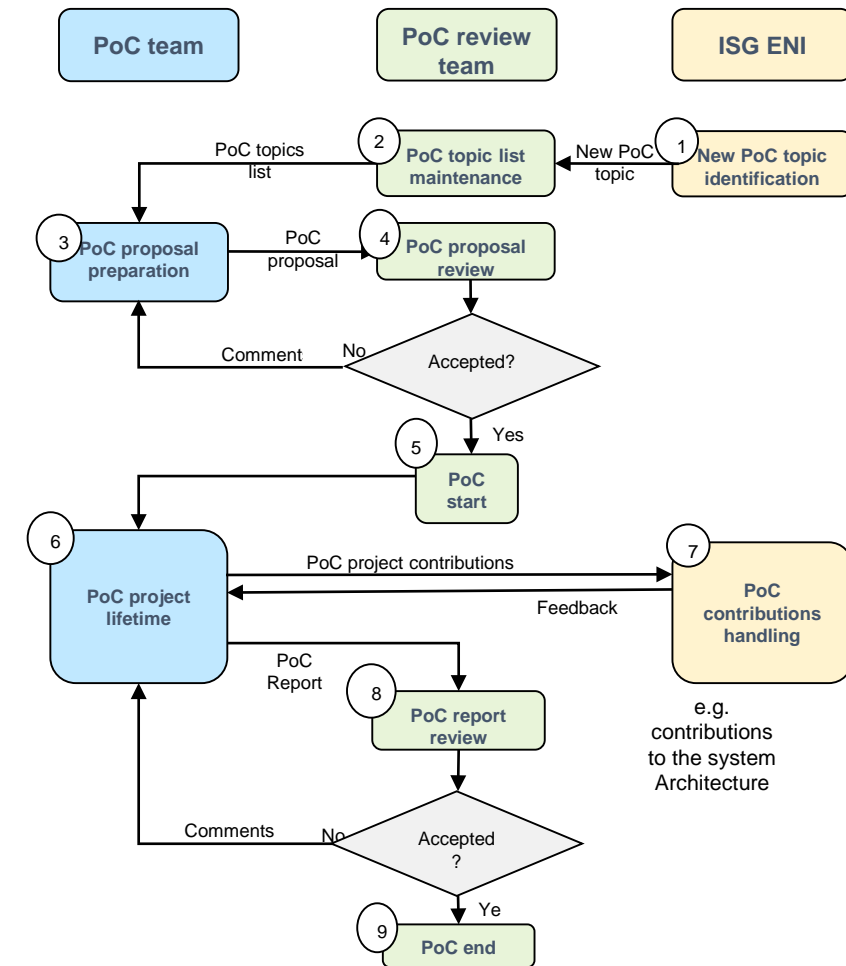 PoC team
PoC review
team
ISG ENI
1
2
PoC topics
list
PoC topic list
maintenance
New PoC
topic
New PoC topic
identification
3
PoC proposal
preparation
PoC
proposal
4
PoC proposal
review
Comment
No
Accepted?
Yes
5
PoC
start
6
PoC project
lifetime
PoC project contributions
Feedback
7
PoC
contributions
handling
PoC
Report
8
PoC report
review
e.g.
contributions
to the system
Architecture
Comments
No
Accepted
?
Ye
9
PoC end